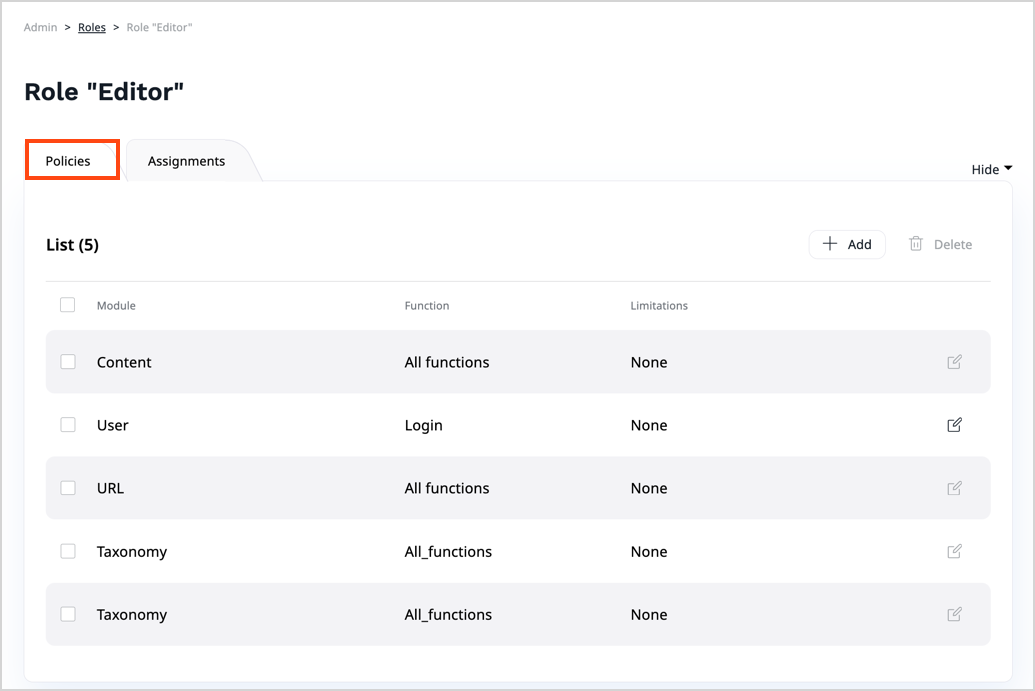 Admin > Roles > Role "Editor"
Role "Editor"
Policies Assignments Hide
List (5) Add Delete
Module Function Limitations
Content All functions None
User Login None
URL All functions None
Taxonomy All_functions None
Taxonomy All_functions None